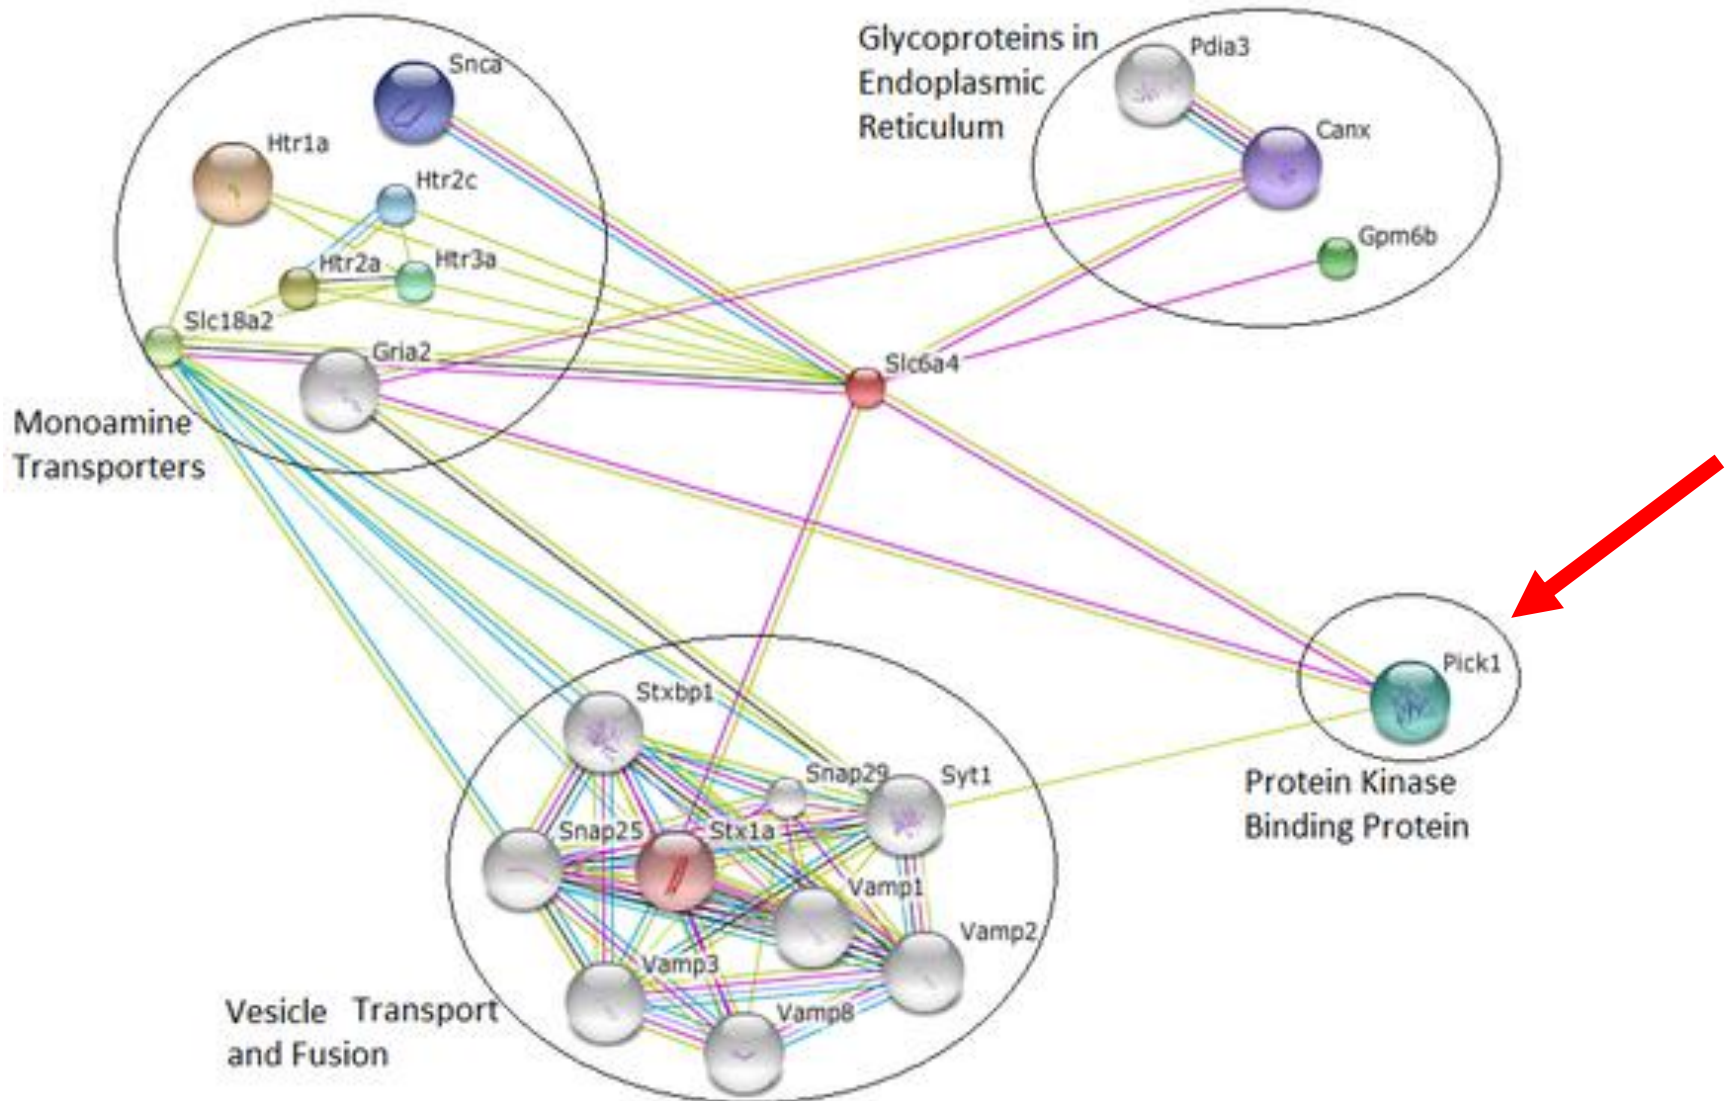 Glycoproteins in
Endoplasmic
Reticulum
Pdia3
Snca
Canx
Htr1a
Htr2c
Gpm6b
Htr2a
Htr3a
Slc18a2
Gria2
Slc6a4
Monoamine
Transporters
Pick1
Stxbp1
Snap29
Syt1
Protein Kinase
Binding Protein
Snap25
Stx1a
Vamp1
Vamp2
Vamp3
Vesicle Transport
and Fusion
Vamp8